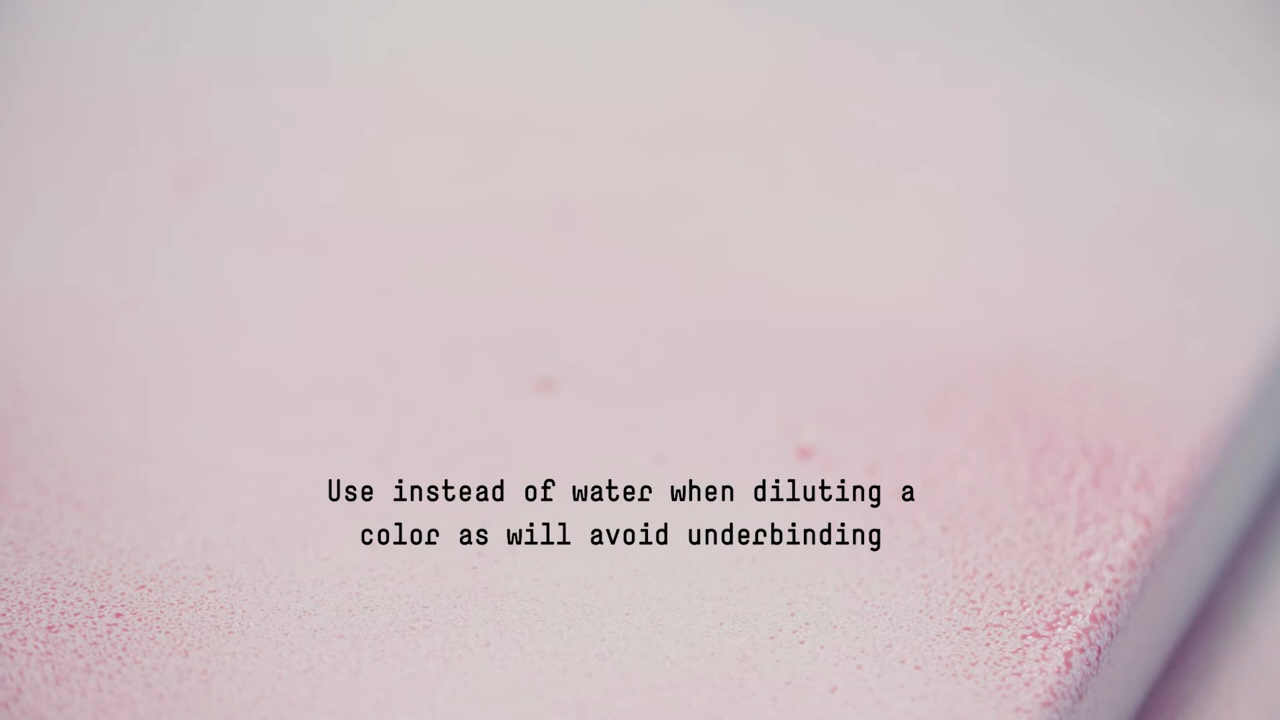 Use instead of water when diluting a
color as will avoid underbinding